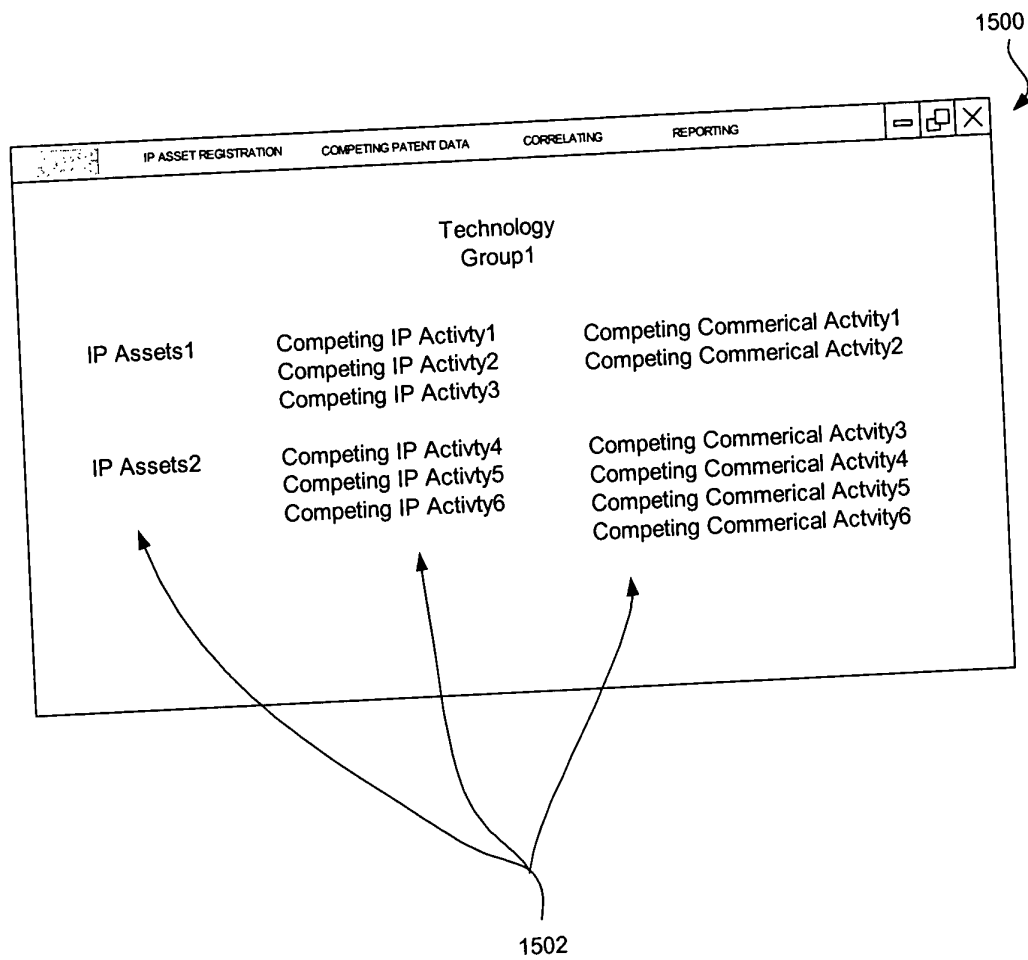 1500
IP ASSET REGISTRATION COMPETING PATENT DATA CORRELATING REPORTING
Technology
Group1
IP Assets1
Competing IP Activty1
Competing IP Activty2
Competing IP Activty3
Competing Commerical Actvity1
Competing Commerical Actvity2
IP Assets2
Competing IP Activty4
Competing IP Activty5
Competing IP Activty6
Competing Commerical Actvity3
Competing Commerical Actvity4
Competing Commerical Actvity5
Competing Commerical Actvity6
1502